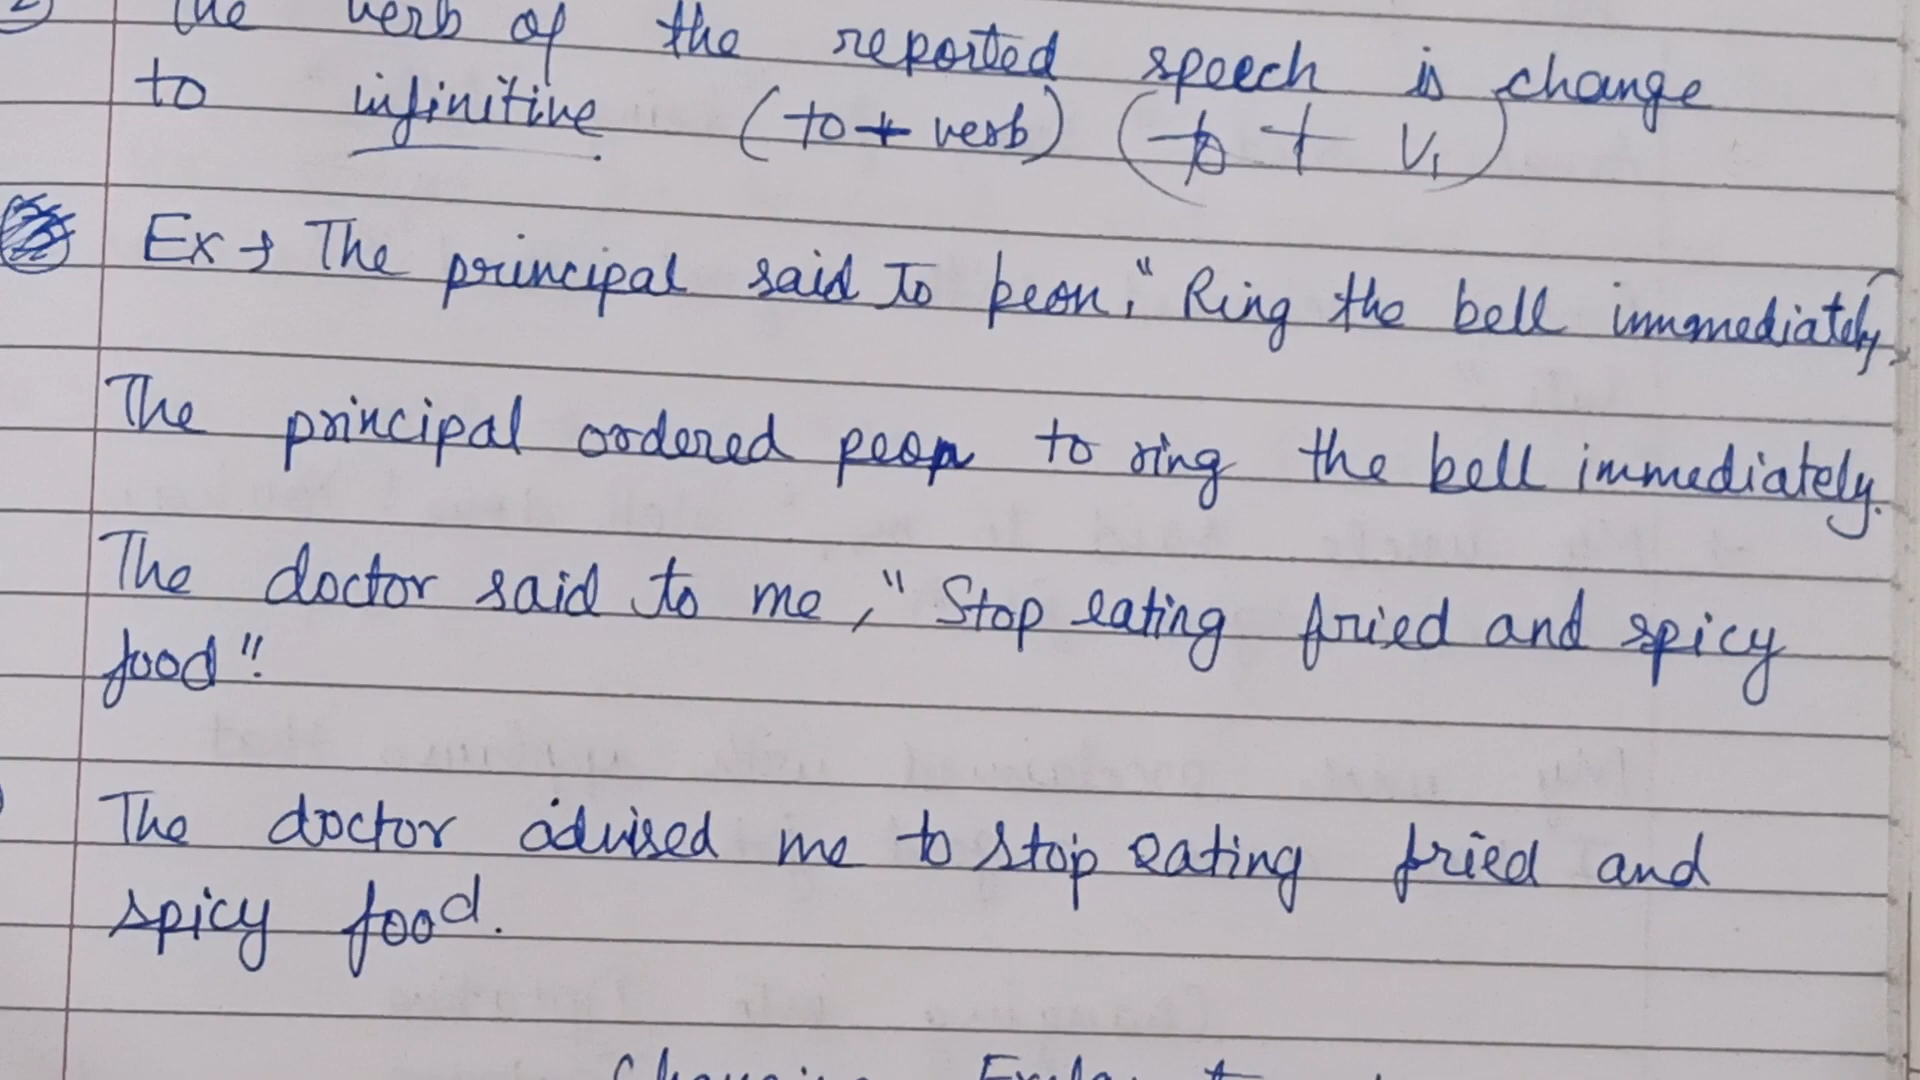 the verb of the reported speech is change
to infinitive (to + verb) (to + V1)
Ex → The principal said to peon, "Ring the bell immediately
The principal ordered peon to ring the bell immediately.
The doctor said to me, "Stop eating fried and spicy
food".
The doctor advised me to stop eating fried and
spicy food.